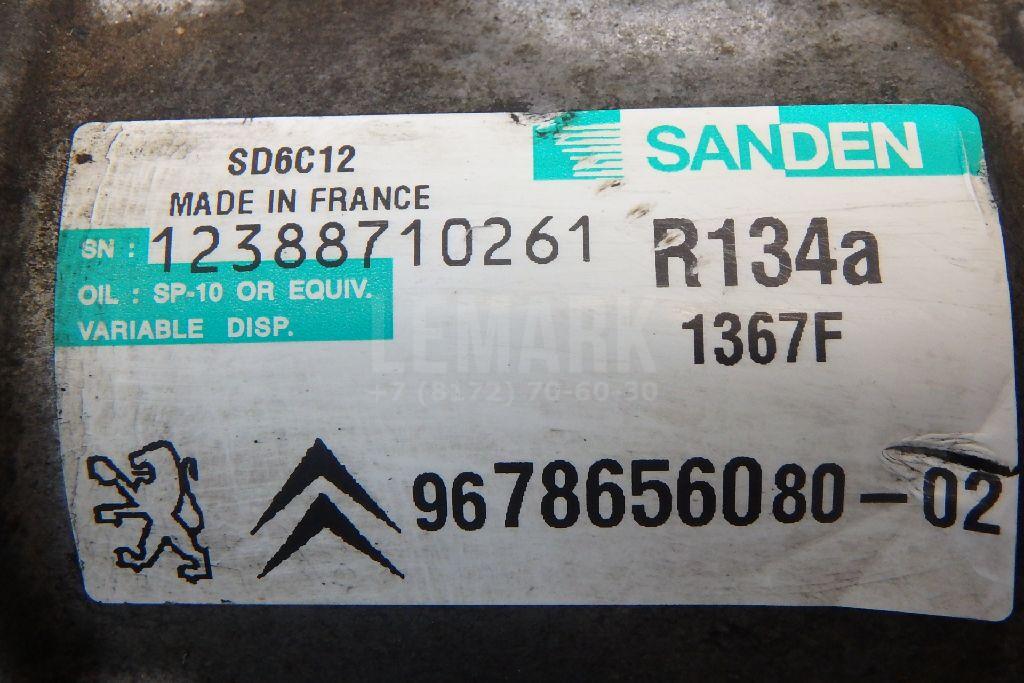 SANDEN
SD6C12
MADE IN FRANCE
SN : 12388710261
R134a
OIL : SP-10 OR EQUIV.
VARIABLE DISP.
1367F
LEMARK
+7 (8172) 70-60-30
9678656080-02